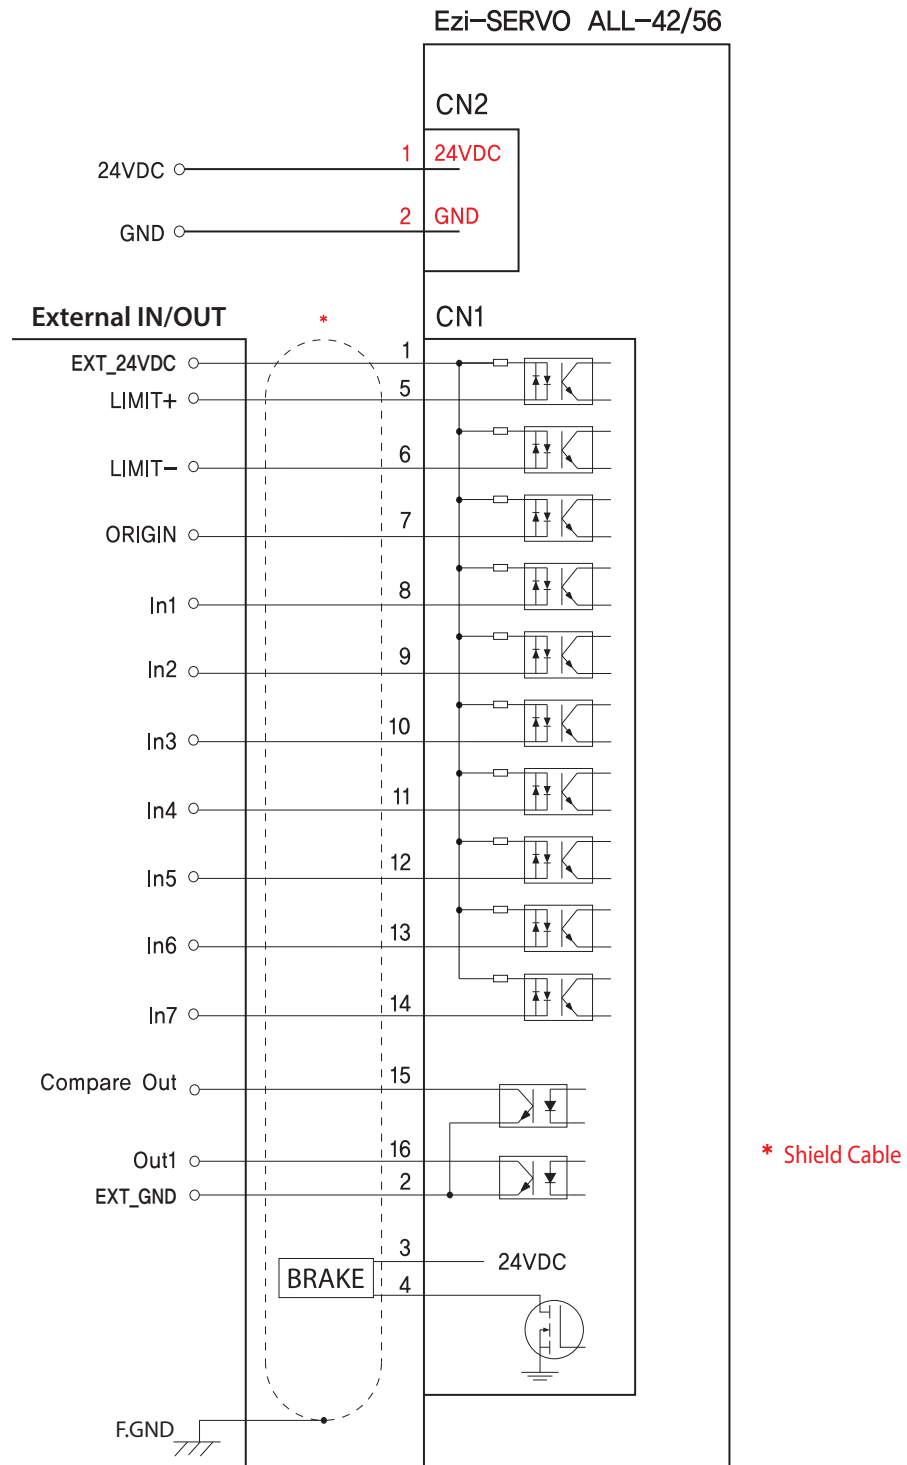 Ezi-SERVO ALL-42/56
CN2
24VDC 1 24VDC
GND 2 GND
External IN/OUT * CN1
EXT_24VDC 1
LIMIT+ 5
LIMIT- 6
ORIGIN 7
In1 8
In2 9
In3 10
In4 11
In5 12
In6 13
In7 14
Compare Out 15
Out1 16
* Shield Cable
EXT_GND 2
3 24VDC
BRAKE 4
F.GND